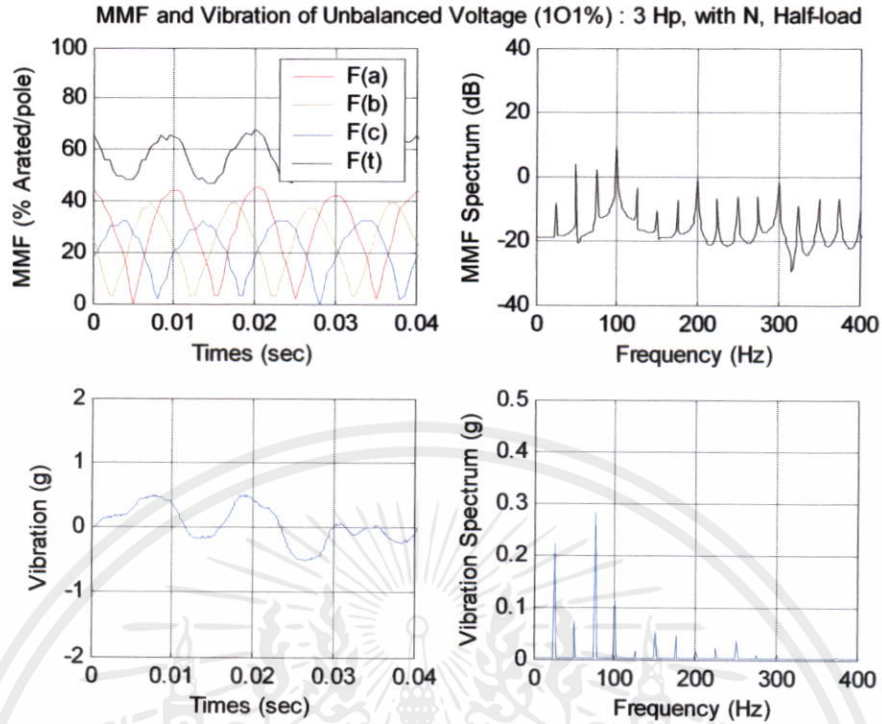 MMF and Vibration of Unbalanced Voltage (1O1%) : 3 Hp, with N, Half-load
MMF (% Arated/pole)
100
80
60
40
20
0
0 0.01 0.02 0.03 0.04
Times (sec)
F(a)
F(b)
F(c)
F(t)
MMF Spectrum (dB)
40
20
0
-20
-40
0 100 200 300 400
Frequency (Hz)
Vibration (g)
2
1
0
-1
-2
0 0.01 0.02 0.03 0.04
Times (sec)
Vibration Spectrum (g)
0.5
0.4
0.3
0.2
0.1
0
0 100 200 300 400
Frequency (Hz)